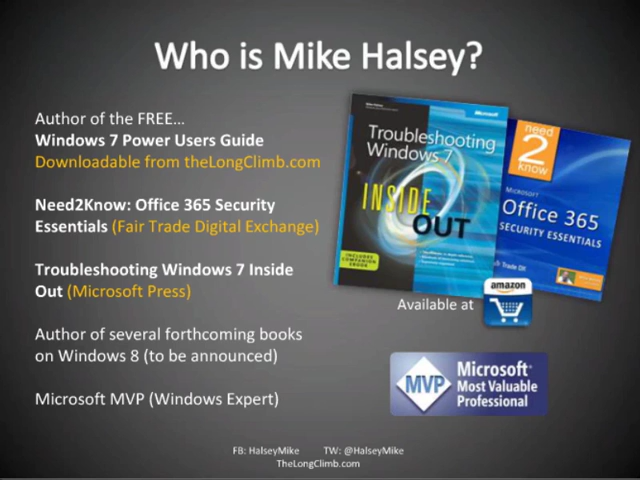 Who is Mike Halsey?
Author of the FREE...
Windows 7 Power Users Guide
Downloadable from theLongClimb.com
Need2Know: Office 365 Security
Essentials (Fair Trade Digital Exchange)
Troubleshooting Windows 7 Inside
Out (Microsoft Press)
Author of several forthcoming books
on Windows 8 (to be announced)
Microsoft MVP (Windows Expert)
Microsoft
Troubleshooting
Windows 7
INSIDE
OUT
INCLUDES
COMPANION
EBOOK
need
2
know
MICROSOFT
Office 365
SECURITY ESSENTIALS
Available at
amazon
MVP
Microsoft®
Most Valuable
Professional
FB: HalseyMike TW: @HalseyMike
TheLongClimb.com